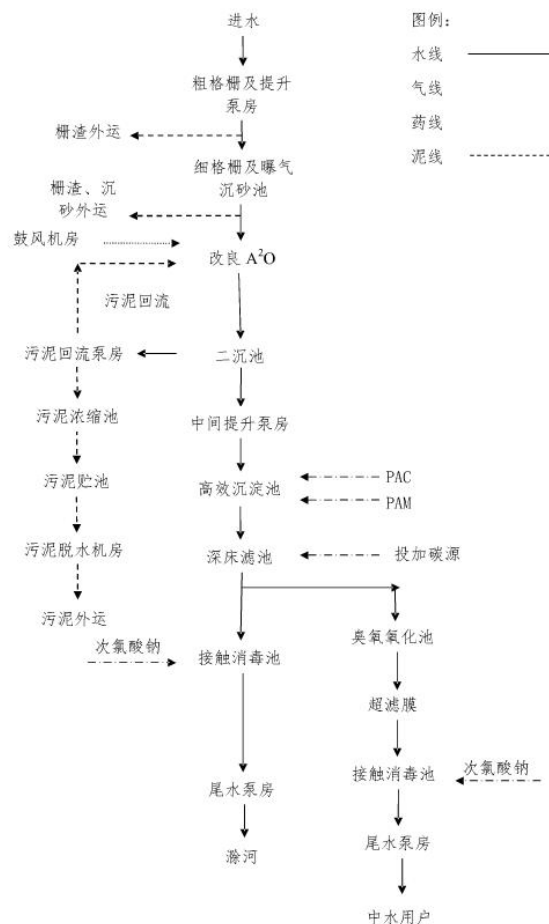 进水
图例：
水线
粗格栅及提升
泵房
气线
药线
栅渣外运
泥线
细格栅及曝气
沉砂池
栅渣、沉
砂外运
鼓风机房
改良 A²O
污泥回流
污泥回流泵房
二沉池
污泥浓缩池
中间提升泵房
污泥贮池
高效沉淀池
PAC
PAM
污泥脱水机房
深床滤池
投加碳源
污泥外运
次氯酸钠
接触消毒池
臭氧氧化池
超滤膜
接触消毒池
次氯酸钠
尾水泵房
尾水泵房
滁河
中水用户